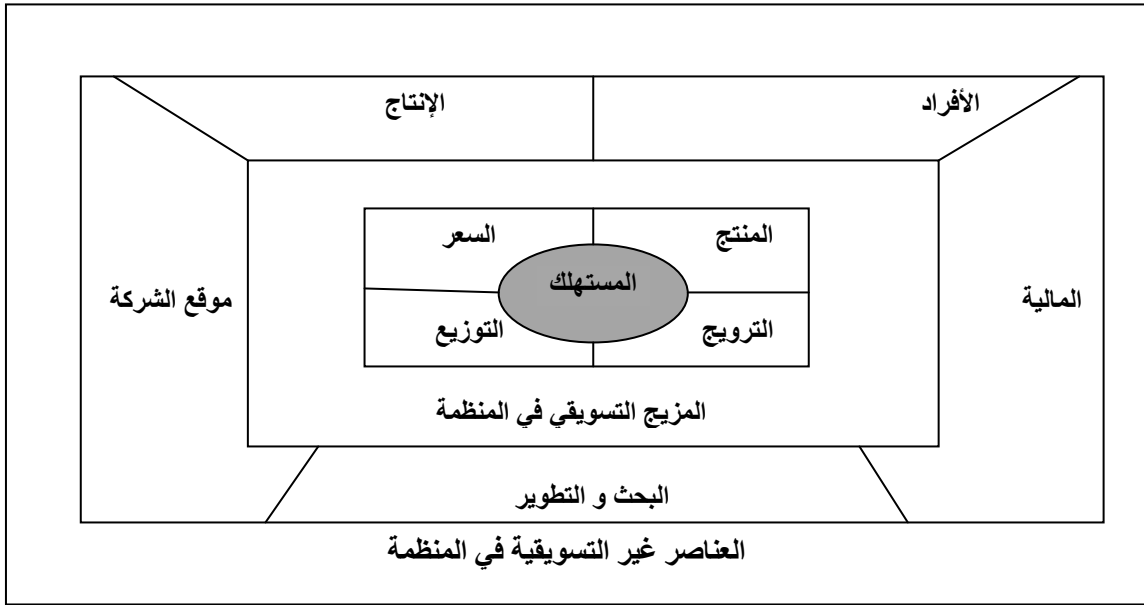 الأفراد
الإنتاج
المنتج
السعر
المستهلك
المالية
موقع الشركة
الترويج
التوزيع
المزيج التسويقي في المنظمة
البحث و التطوير
العناصر غير التسويقية في المنظمة